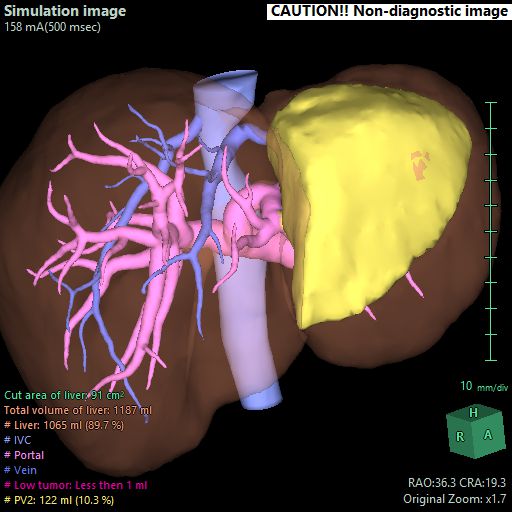 Simulation image
CAUTION!! Non-diagnostic image
158 mA(500 msec)
10 mm/div
Cut area of liver: 91 cm²
Total volume of liver: 1187 ml
# Liver: 1065 ml (89.7 %)
# IVC
# Portal
# Vein
# Low tumor: Less then 1 ml
# PV2: 122 ml (10.3 %)
H
R
A
RAO:36.3 CRA:19.3
Original Zoom: x1.7